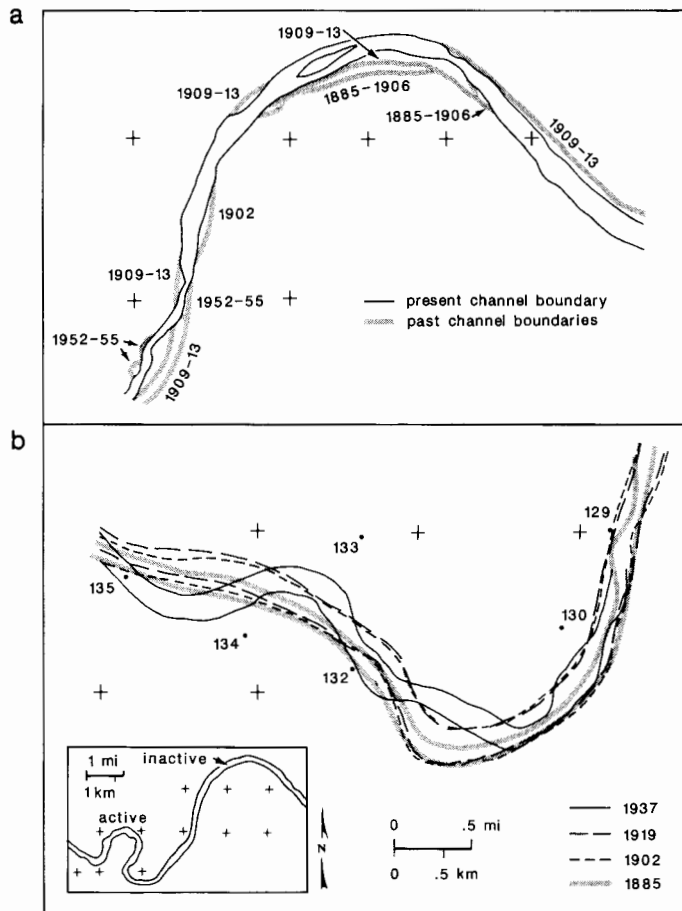 a
1909-13
1909-13
1885-1906
1885-1906
1909-13
1902
1909-13
1952-55
1952-55
1909-13
present channel boundary
past channel boundaries
b
129
133
135
130
134
132
1 mi
1 km
inactive
active
N
0 .5 mi
0 .5 km
1937
1919
1902
1885